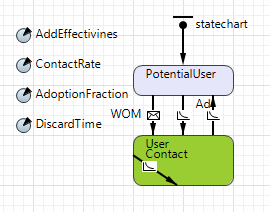 AddEffectivines
statechart
ContactRate
PotentialUser
AdoptionFraction
Ad
WOM
DiscardTime
User
Contact